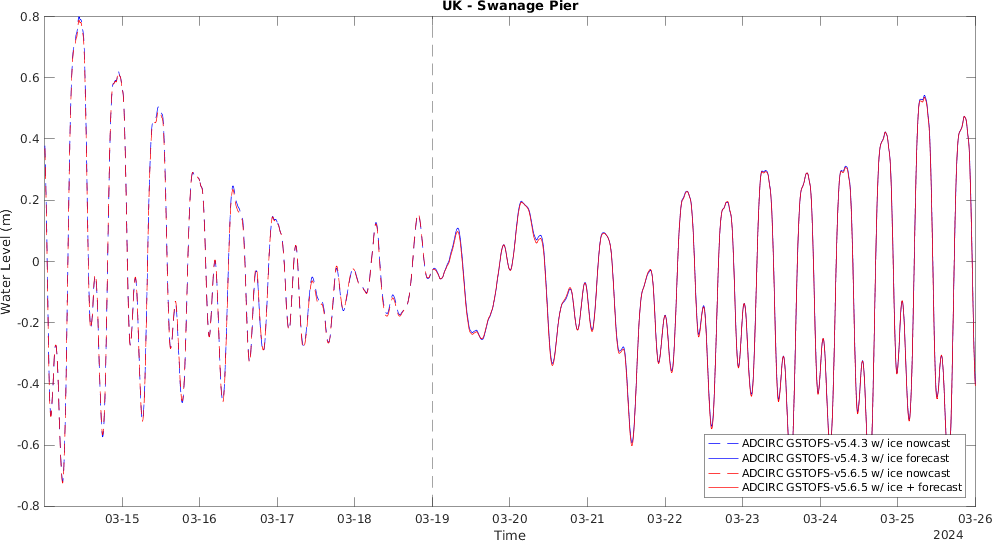 UK - Swanage Pier
0.8
0.6
0.4
0.2
0
-0.2
-0.4
-0.6
-0.8
Water Level (m)
ADCIRC GSTOFS-v5.4.3 w/ ice nowcast
ADCIRC GSTOFS-v5.4.3 w/ ice forecast
ADCIRC GSTOFS-v5.6.5 w/ ice nowcast
ADCIRC GSTOFS-v5.6.5 w/ ice + forecast
03-15 03-16 03-17 03-18 03-19 03-20 03-21 03-22 03-23 03-24 03-25 03-26
Time
2024